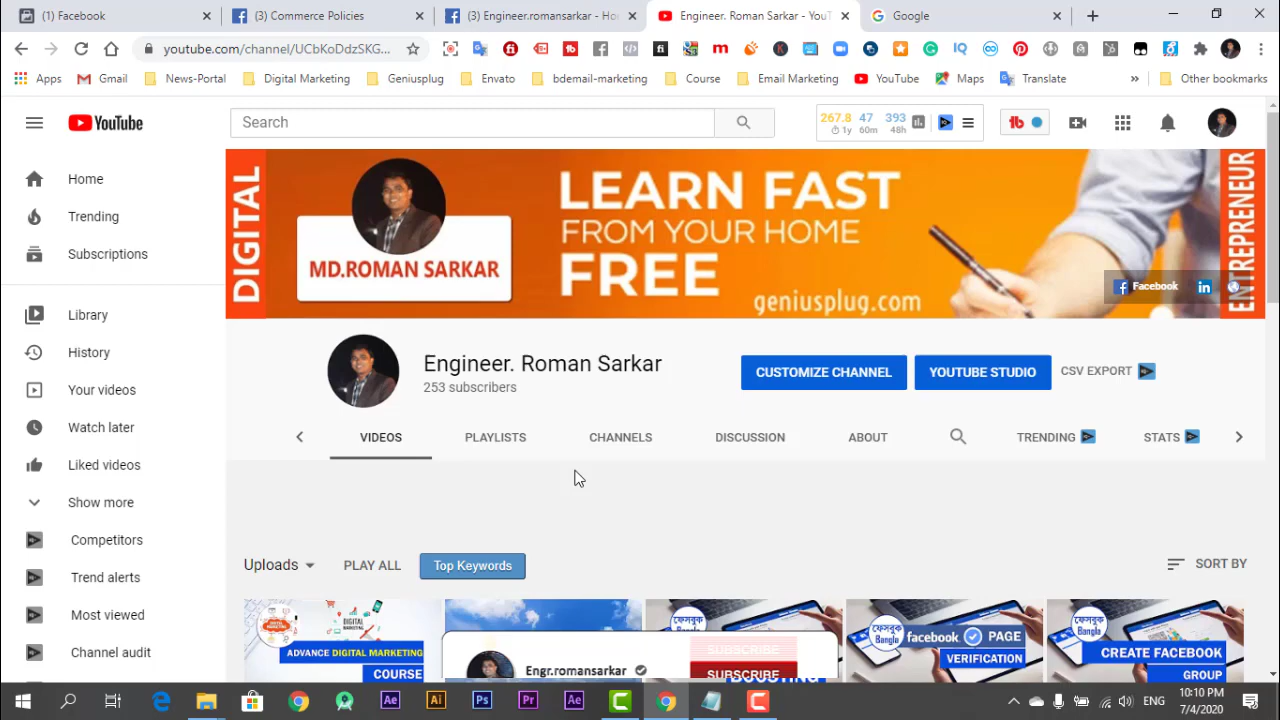 (1) Facebook
(3) Commerce Policies
(3) Engineer.romansarkar - Ho
Engineer. Roman Sarkar - YouT
Google
youtube.com/channel/UCbKoDdzSKG...
Apps
Gmail
News-Portal
Digital Marketing
Geniusplug
Envato
bdemail-marketing
Course
Email Marketing
YouTube
Maps
Translate
Other bookmarks
YouTube
Search
267.8 47 393
1y 60m 48h
Home
Trending
Subscriptions
Library
History
Your videos
Watch later
Liked videos
Show more
Competitors
Trend alerts
Most viewed
Channel audit
DIGITAL
MD.ROMAN SARKAR
LEARN FAST
FROM YOUR HOME
FREE
geniusplug.com
ENTREPRENEUR
Facebook
Engineer. Roman Sarkar
253 subscribers
CUSTOMIZE CHANNEL
YOUTUBE STUDIO
CSV EXPORT
VIDEOS
PLAYLISTS
CHANNELS
DISCUSSION
ABOUT
TRENDING
STATS
Uploads
PLAY ALL
Top Keywords
SORT BY
DIGITAL
MARKETING
ADVANCE DIGITAL MARKETING
COURSE
Engr.romansarkar
SUBSCRIBE
SUBSCRIBE
ফেসবুক
Bangla
facebook. PAGE
VERIFICATION
ফেসবুক
Bangla
CREATE FACEBOOK
GROUP
ENG
10:10 PM
7/4/2020